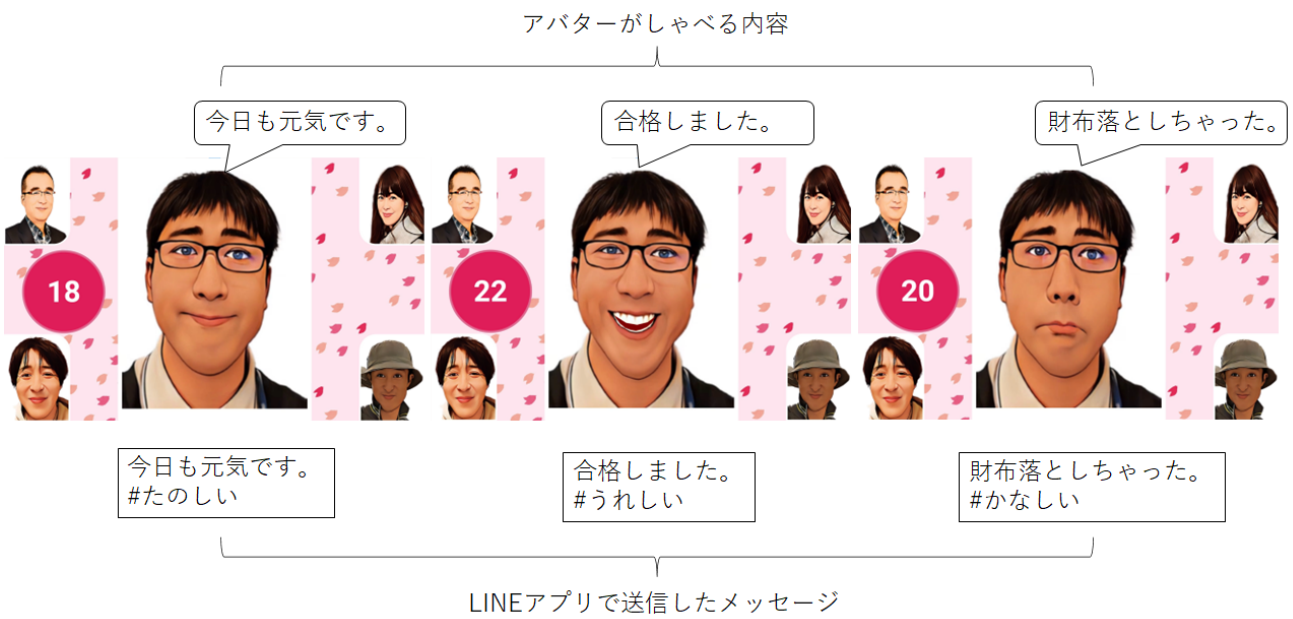 アバターがしゃべる内容
今日も元気です。
合格しました。
財布落としちゃった。
18
22
20
今日も元気です。
#たのしい
合格しました。
#うれしい
財布落としちゃった。
#かなしい
LINEアプリで送信したメッセージ